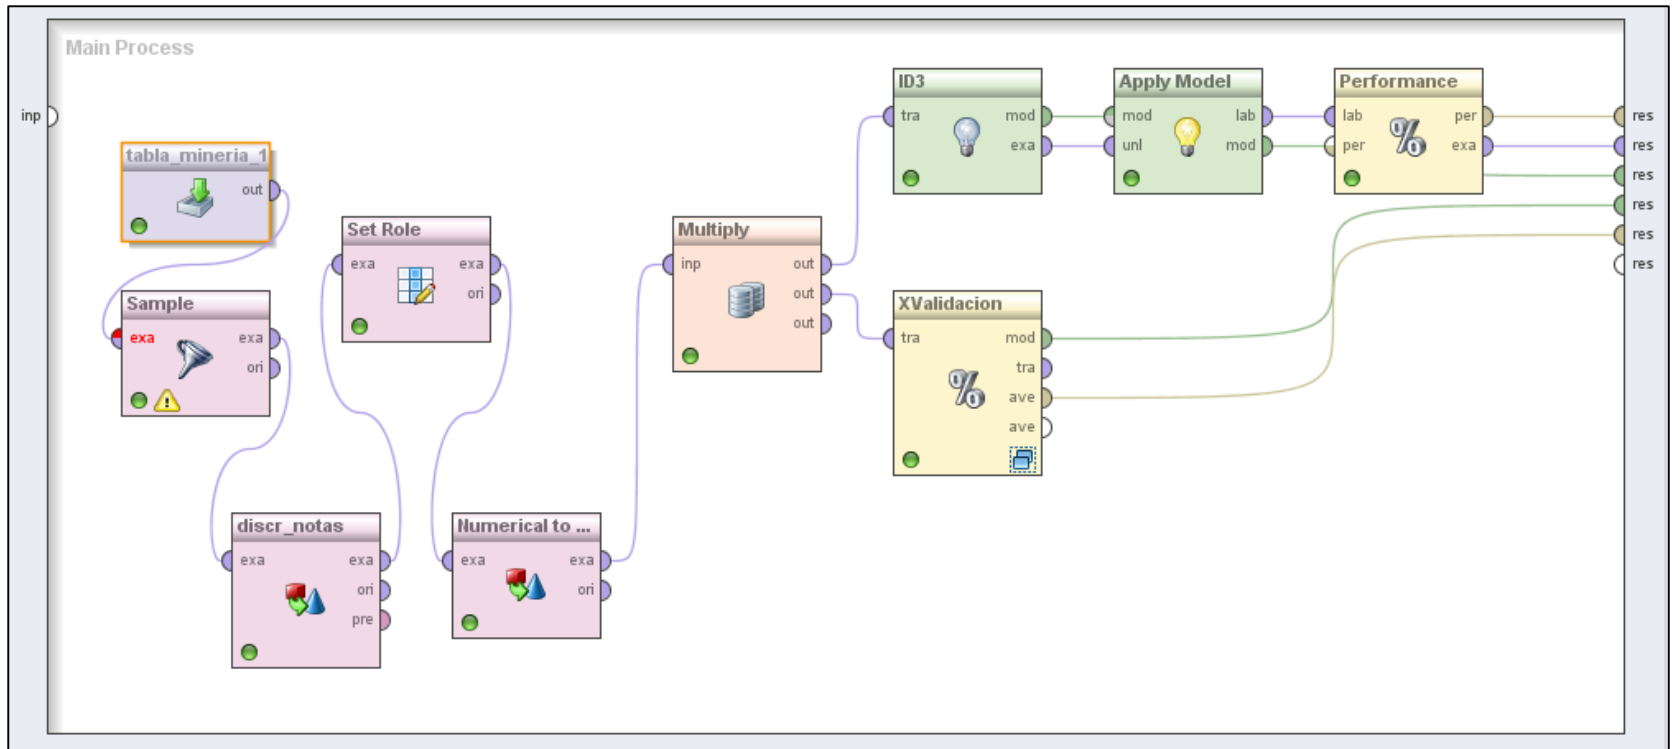 Main Process
inp
tabla_mineria_1
out
Sample
exa exa
ori
discr_notas
exa exa
ori
pre
Set Role
exa exa
ori
Numerical to ...
exa exa
ori
Multiply
inp out
out
out
ID3
tra mod
exa
Apply Model
mod lab
unl mod
Performance
lab per
per exa
XValidacion
tra mod
tra
ave
ave
res
res
res
res
res
res